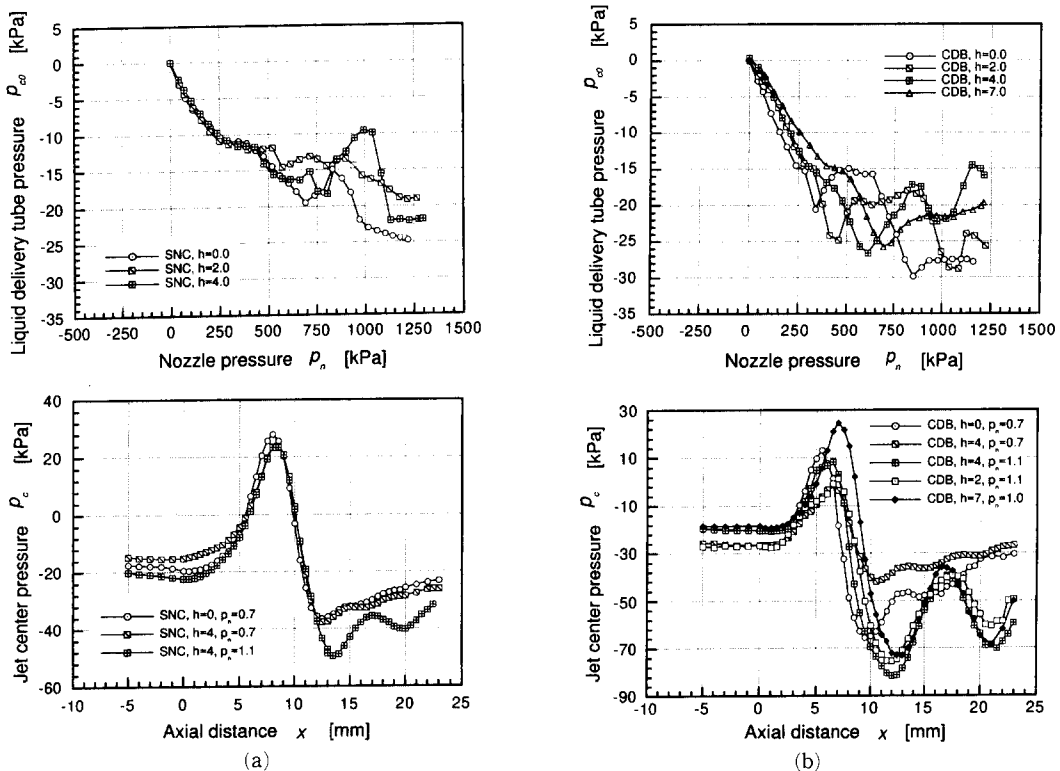 Liquid delivery tube pressure p_c0 [kPa]
5
0
-5
-10
-15
-20
-25
-30
-35
SNC, h=0.0
SNC, h=2.0
SNC, h=4.0
-500 -250 0 250 500 750 1000 1250 1500
Nozzle pressure p_n [kPa]
Liquid delivery tube pressure p_c0 [kPa]
5
0
-5
-10
-15
-20
-25
-30
-35
CDB, h=0.0
CDB, h=2.0
CDB, h=4.0
CDB, h=7.0
-500 -250 0 250 500 750 1000 1250 1500
Nozzle pressure p_n [kPa]
Jet center pressure p_c [kPa]
40
20
0
-20
-40
-60
SNC, h=0, p_n=0.7
SNC, h=4, p_n=0.7
SNC, h=4, p_n=1.1
-10 -5 0 5 10 15 20 25
Axial distance x [mm]
(a)
Jet center pressure p_c [kPa]
30
10
-10
-30
-50
-70
-90
CDB, h=0, p_n=0.7
CDB, h=4, p_n=0.7
CDB, h=4, p_n=1.1
CDB, h=2, p_n=1.1
CDB, h=7, p_n=1.0
-10 -5 0 5 10 15 20 25
Axial distance x [mm]
(b)